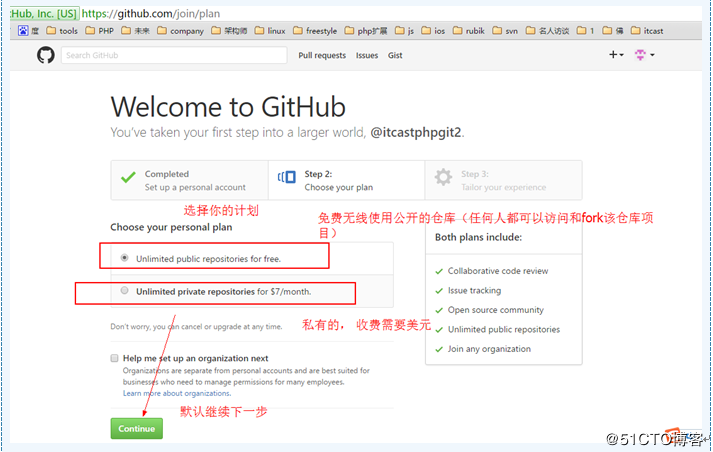 :Hub, Inc. [US] https://github.com/join/plan
度 tools PHP 未来 company 架构师 linux freestyle php扩展 js ios rubik svn 名人访谈 1 佛 itcast
Search GitHub Pull requests Issues Gist
Welcome to GitHub
You've taken your first step into a larger world, @itcastphpgit2.
Completed
Set up a personal account
Step 2:
Choose your plan
Step 3:
Tailor your experience
选择你的计划
免费无线使用公开的仓库（任何人都可以访问和fork该仓库项
目）
Choose your personal plan
Unlimited public repositories for free.
Unlimited private repositories for $7/month.
Don't worry, you can cancel or upgrade at any time.
私有的， 收费需要美元
Both plans include:
Collaborative code review
Issue tracking
Open source community
Unlimited public repositories
Join any organization
Help me set up an organization next
Organizations are separate from personal accounts and are best suited for
businesses who need to manage permissions for many employees.
Learn more about organizations.
默认继续下一步
Continue
@51CTO博客